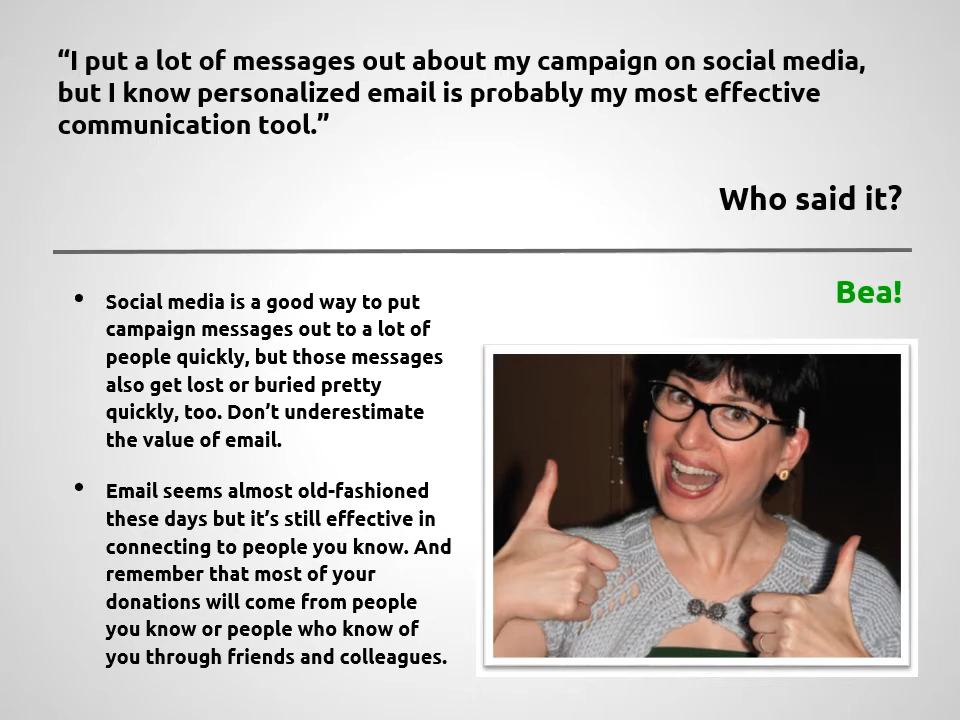 “I put a lot of messages out about my campaign on social media,
but I know personalized email is probably my most effective
communication tool.”
Who said it?
Bea!
• Social media is a good way to put
campaign messages out to a lot of
people quickly, but those messages
also get lost or buried pretty
quickly, too. Don’t underestimate
the value of email.
• Email seems almost old-fashioned
these days but it’s still effective in
connecting to people you know. And
remember that most of your
donations will come from people
you know or people who know of
you through friends and colleagues.